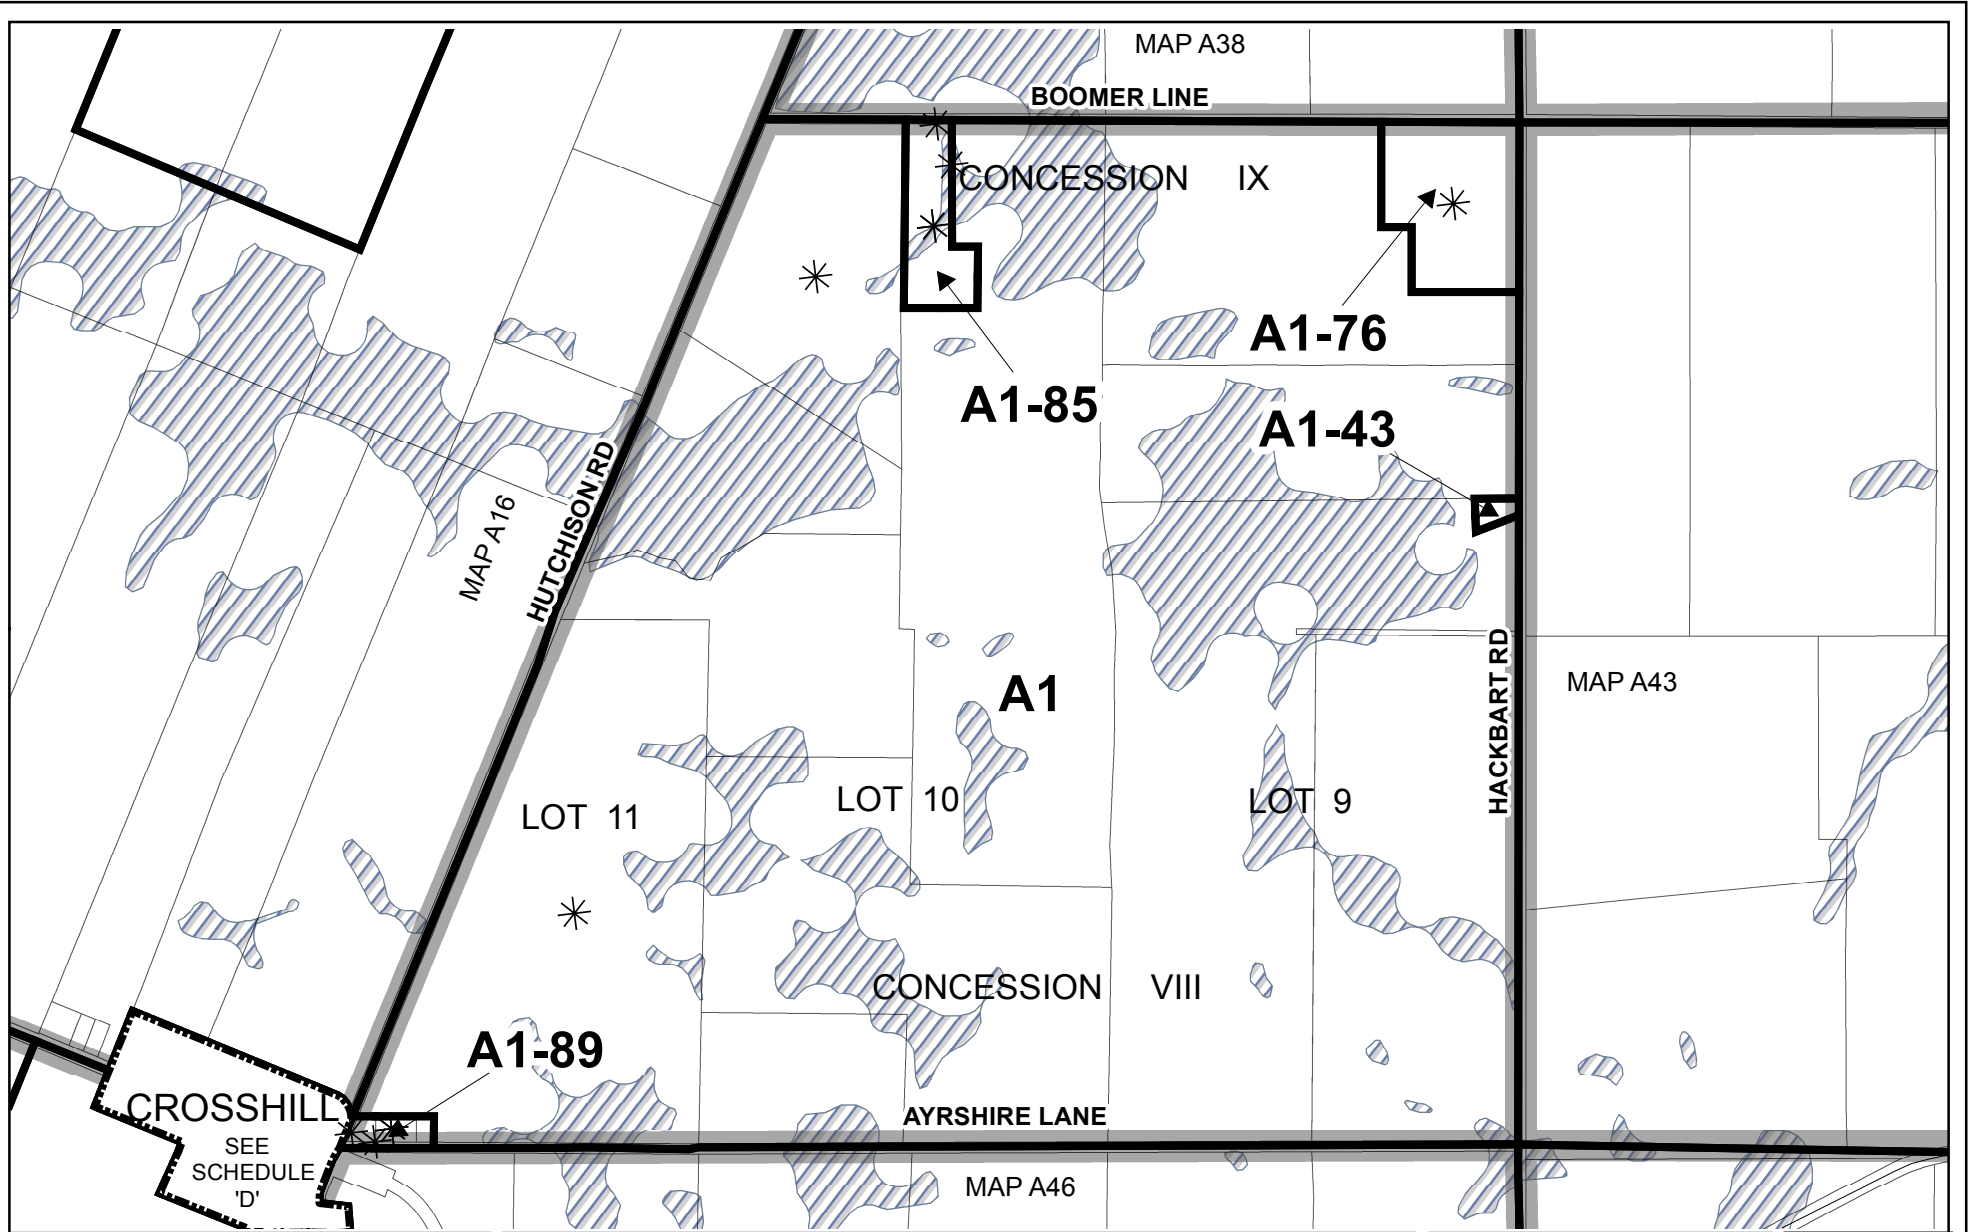 MAP A38
BOOMER LINE
CONCESSION IX
A1-76
A1-85
A1-43
MAP A16
HUTCHISON RD
A1
HACKBART RD
MAP A43
LOT 11
LOT 10
LOT 9
CONCESSION VIII
A1-89
CROSSHILL
SEE
SCHEDULE
'D'
AYRSHIRE LANE
MAP A46